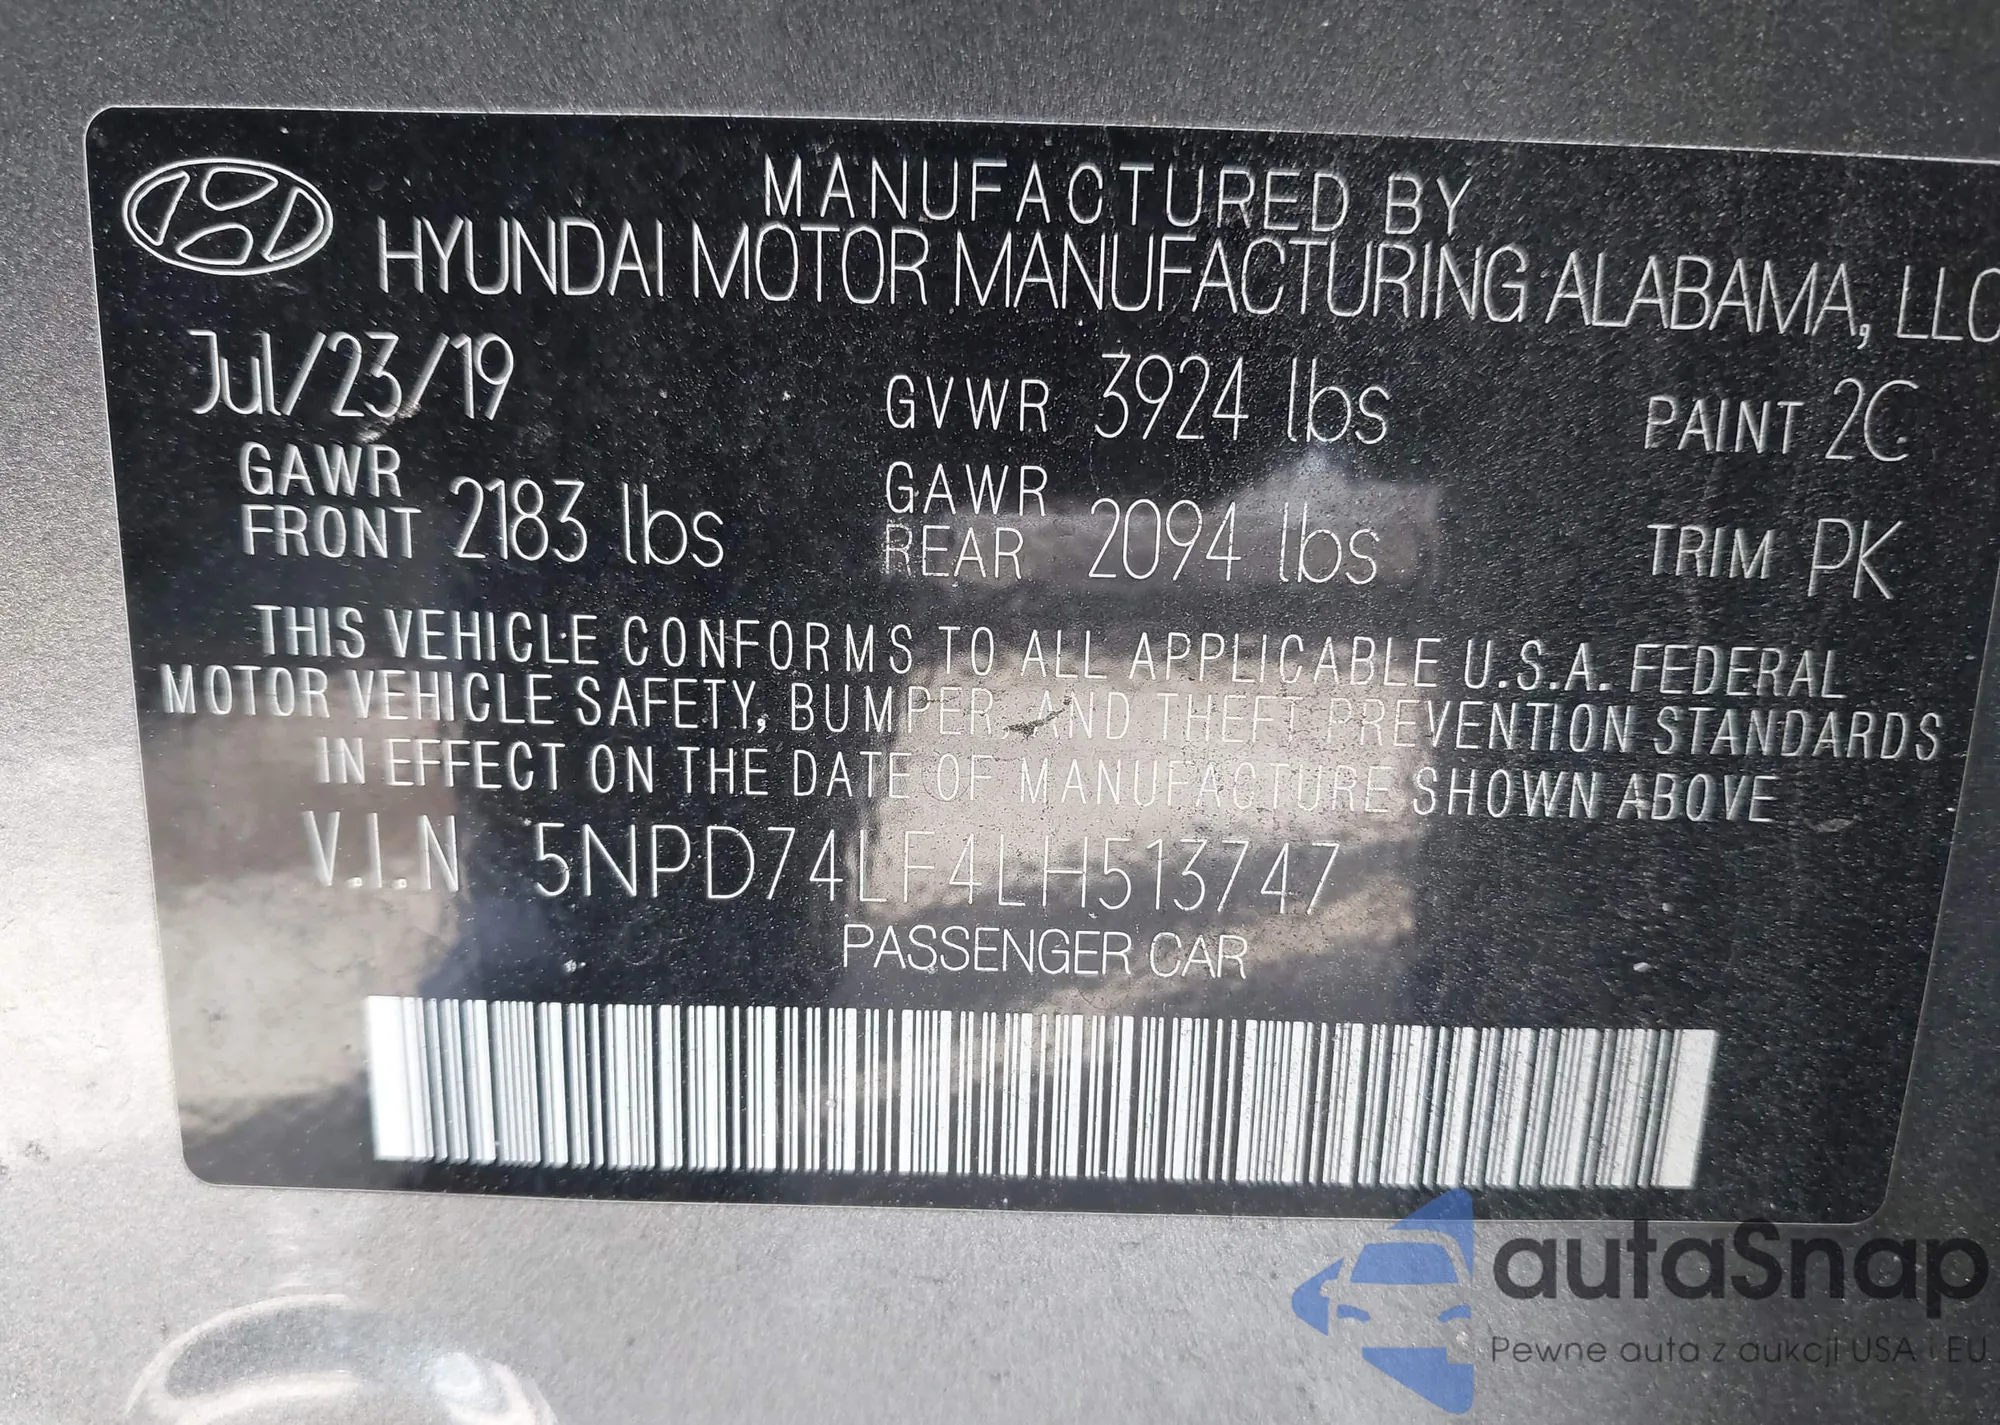 MANUFACTURED BY
HYUNDAI MOTOR MANUFACTURING ALABAMA, LLC
Jul/23/19 GVWR 3924 lbs PAINT 2C
GAWR FRONT 2183 lbs GAWR REAR 2094 lbs TRIM PK
THIS VEHICLE CONFORMS TO ALL APPLICABLE U.S.A. FEDERAL
MOTOR VEHICLE SAFETY, BUMPER, AND THEFT PREVENTION STANDARDS
IN EFFECT ON THE DATE OF MANUFACTURE SHOWN ABOVE
V.I.N 5NPD74LF4LH513747
PASSENGER CAR
autaSnap
Pewne auta z aukcji USA i EU